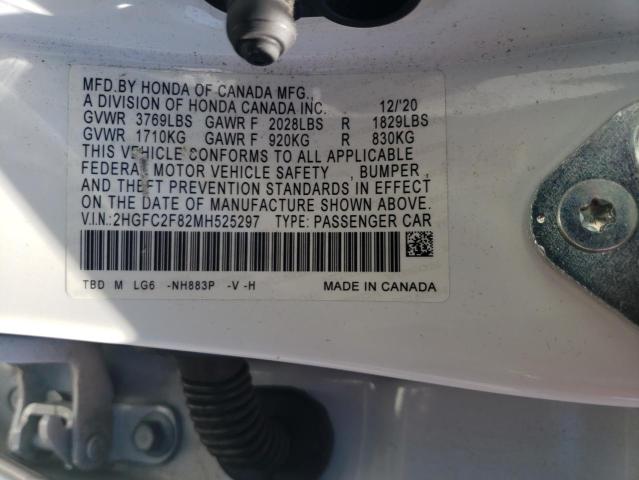 MFD.BY HONDA OF CANADA MFG.
A DIVISION OF HONDA CANADA INC. 12/'20
GVWR 3769LBS GAWR F 2028LBS R 1829LBS
GVWR 1710KG GAWR F 920KG R 830KG
THIS VEHICLE CONFORMS TO ALL APPLICABLE
FEDERAL MOTOR VEHICLE SAFETY , BUMPER,
AND THEFT PREVENTION STANDARDS IN EFFECT
ON THE DATE OF MANUFACTURE SHOWN ABOVE.
V.I.N.:2HGFC2F82MH525297 TYPE: PASSENGER CAR
TBD M LG6 -NH883P -V -H MADE IN CANADA